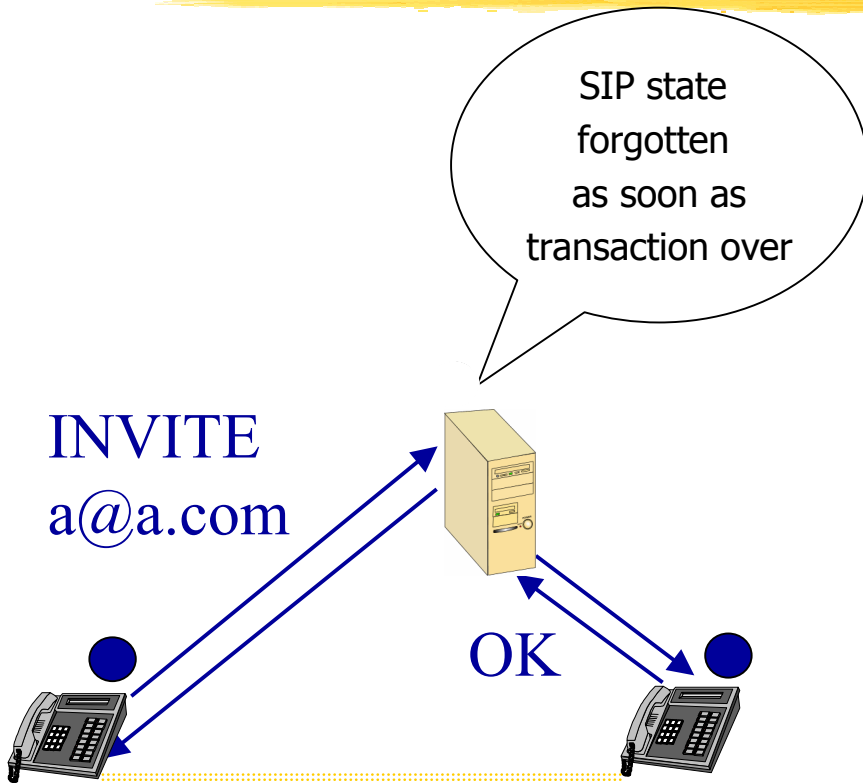 SIP state
forgotten
as soon as
transaction over
INVITE
a@a.com
OK